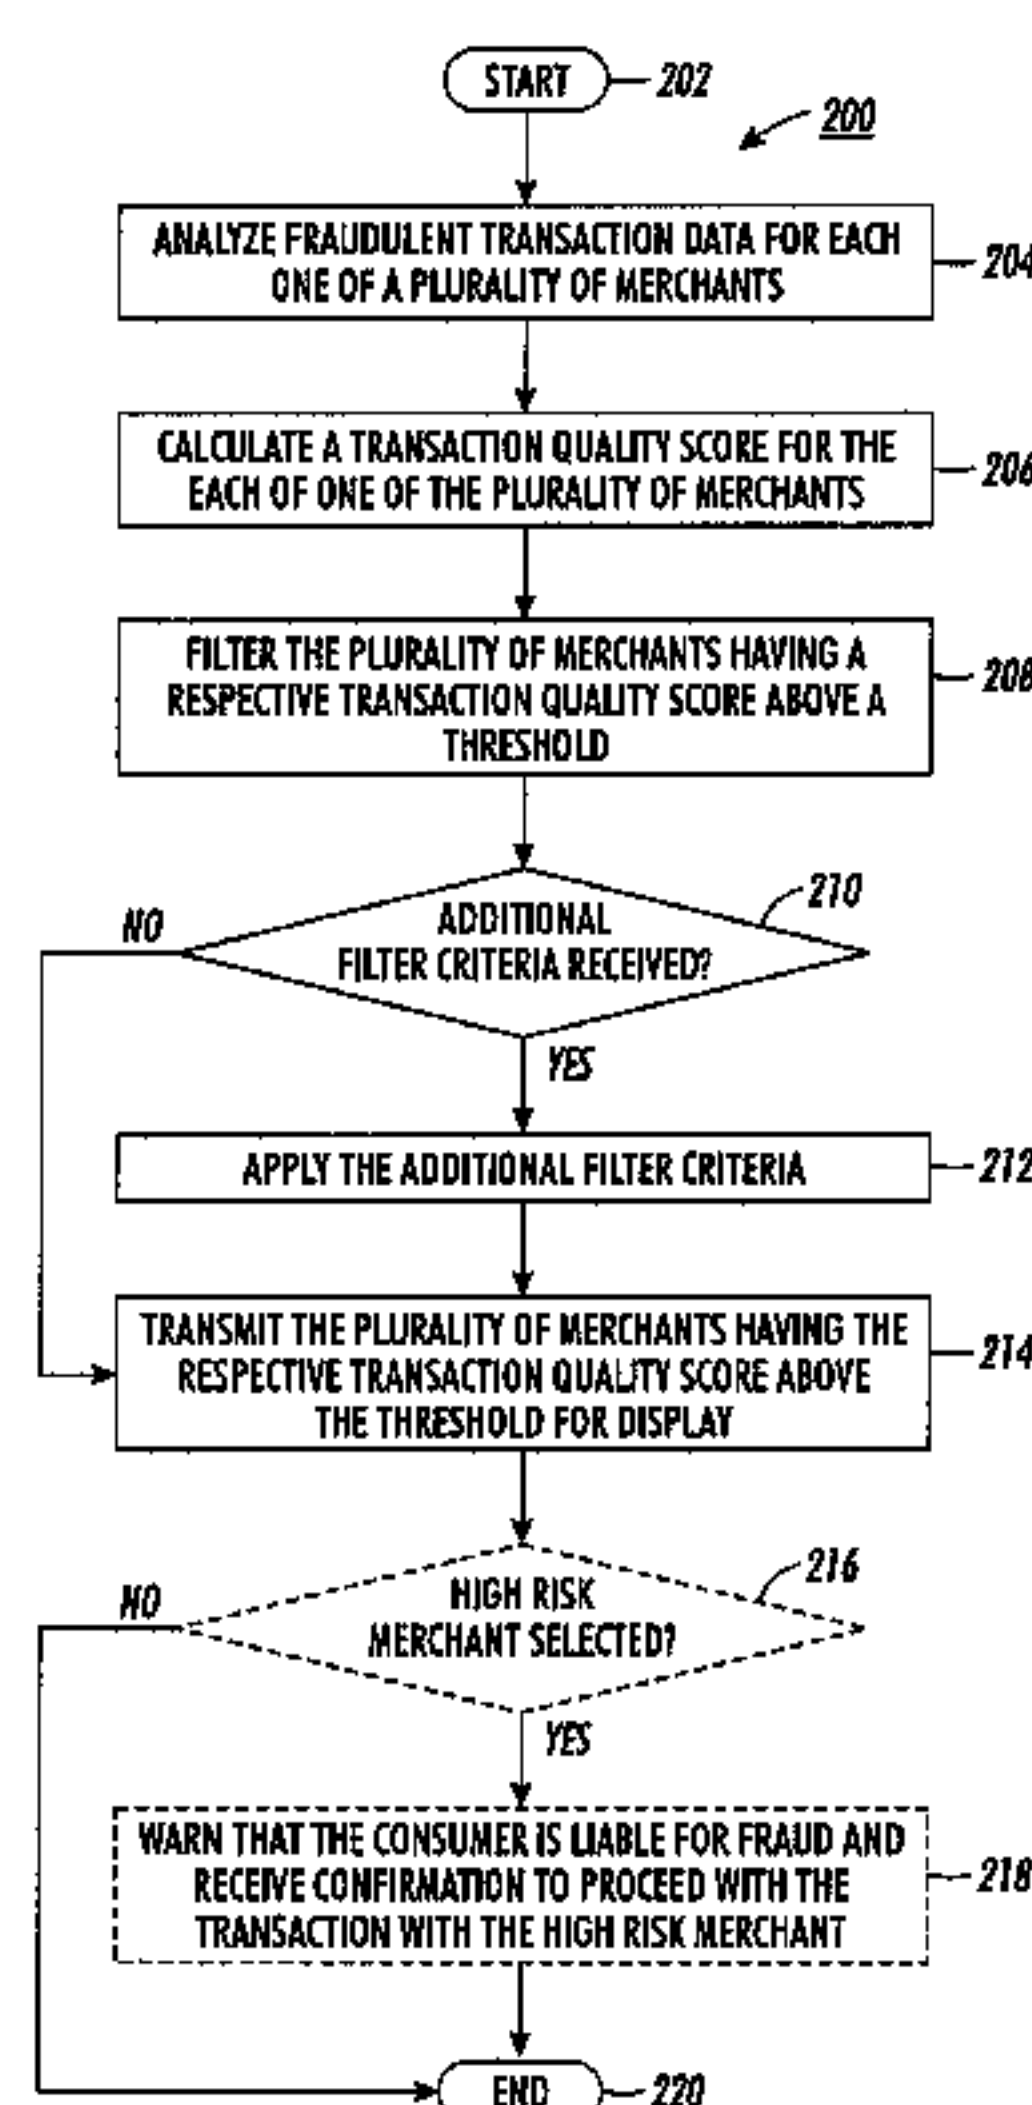 START 202
200
ANALYZE FRAUDULENT TRANSACTION DATA FOR EACH
ONE OF A PLURALITY OF MERCHANTS
204
CALCULATE A TRANSACTION QUALITY SCORE FOR THE
EACH OF ONE OF THE PLURALITY OF MERCHANTS
206
FILTER THE PLURALITY OF MERCHANTS HAVING A
RESPECTIVE TRANSACTION QUALITY SCORE ABOVE A
THRESHOLD
208
210
NO
ADDITIONAL
FILTER CRITERIA RECEIVED?
YES
APPLY THE ADDITIONAL FILTER CRITERIA
212
TRANSMIT THE PLURALITY OF MERCHANTS HAVING THE
RESPECTIVE TRANSACTION QUALITY SCORE ABOVE
THE THRESHOLD FOR DISPLAY
214
216
NO
HIGH RISK
MERCHANT SELECTED?
YES
WARN THAT THE CONSUMER IS LIABLE FOR FRAUD AND
RECEIVE CONFIRMATION TO PROCEED WITH THE
TRANSACTION WITH THE HIGH RISK MERCHANT
218
END 220